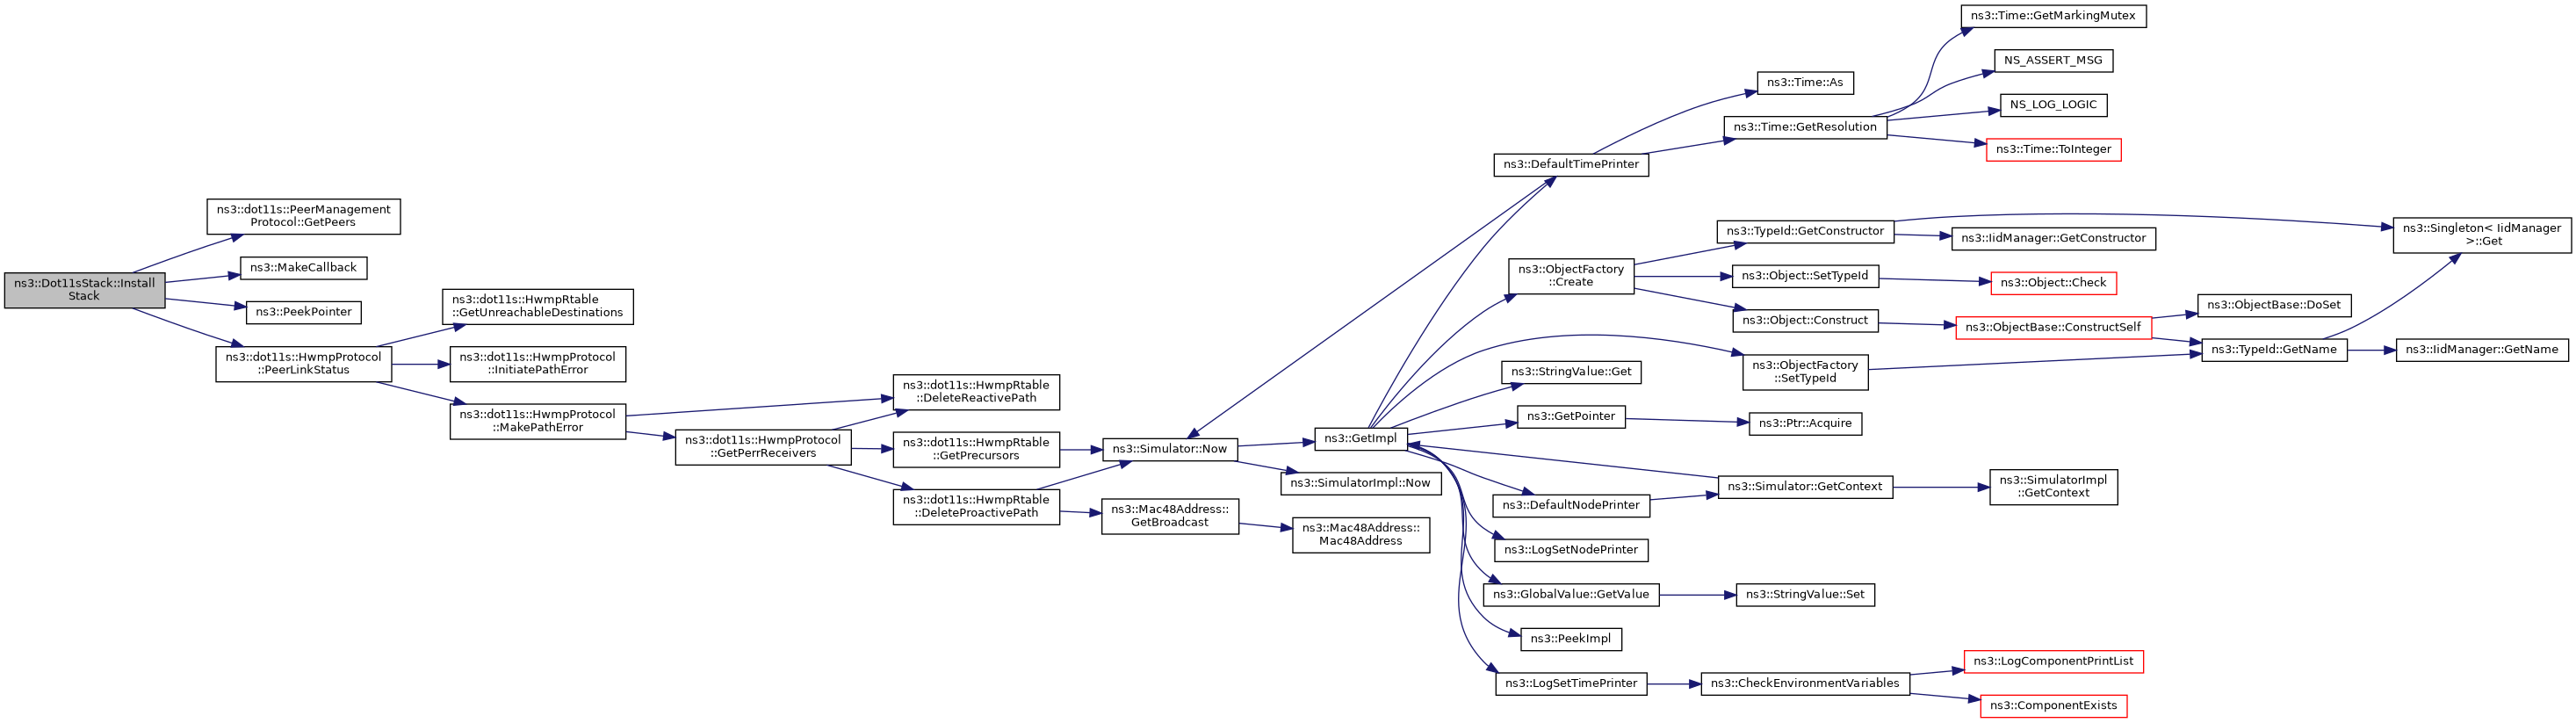 ns3::Dot11sStack::Install
Stack
ns3::dot11s::PeerManagement
Protocol::GetPeers
ns3::MakeCallback
ns3::PeekPointer
ns3::dot11s::HwmpProtocol
::PeerLinkStatus
ns3::dot11s::HwmpRtable
::GetUnreachableDestinations
ns3::dot11s::HwmpProtocol
::InitiatePathError
ns3::dot11s::HwmpProtocol
::MakePathError
ns3::dot11s::HwmpProtocol
::GetPerrReceivers
ns3::dot11s::HwmpRtable
::DeleteReactivePath
ns3::dot11s::HwmpRtable
::GetPrecursors
ns3::dot11s::HwmpRtable
::DeleteProactivePath
ns3::Simulator::Now
ns3::Mac48Address::
GetBroadcast
ns3::SimulatorImpl::Now
ns3::Mac48Address::
Mac48Address
ns3::GetImpl
ns3::DefaultTimePrinter
ns3::ObjectFactory
::Create
ns3::StringValue::Get
ns3::GetPointer
ns3::DefaultNodePrinter
ns3::LogSetNodePrinter
ns3::GlobalValue::GetValue
ns3::PeekImpl
ns3::LogSetTimePrinter
ns3::Time::As
ns3::Time::GetResolution
ns3::TypeId::GetConstructor
ns3::Object::SetTypeId
ns3::Object::Construct
ns3::ObjectFactory
::SetTypeId
ns3::Ptr::Acquire
ns3::Simulator::GetContext
ns3::StringValue::Set
ns3::CheckEnvironmentVariables
ns3::Time::GetMarkingMutex
NS_ASSERT_MSG
NS_LOG_LOGIC
ns3::Time::ToInteger
ns3::IidManager::GetConstructor
ns3::Object::Check
ns3::ObjectBase::ConstructSelf
ns3::SimulatorImpl
::GetContext
ns3::LogComponentPrintList
ns3::ComponentExists
ns3::ObjectBase::DoSet
ns3::TypeId::GetName
ns3::Singleton< IidManager
>::Get
ns3::IidManager::GetName